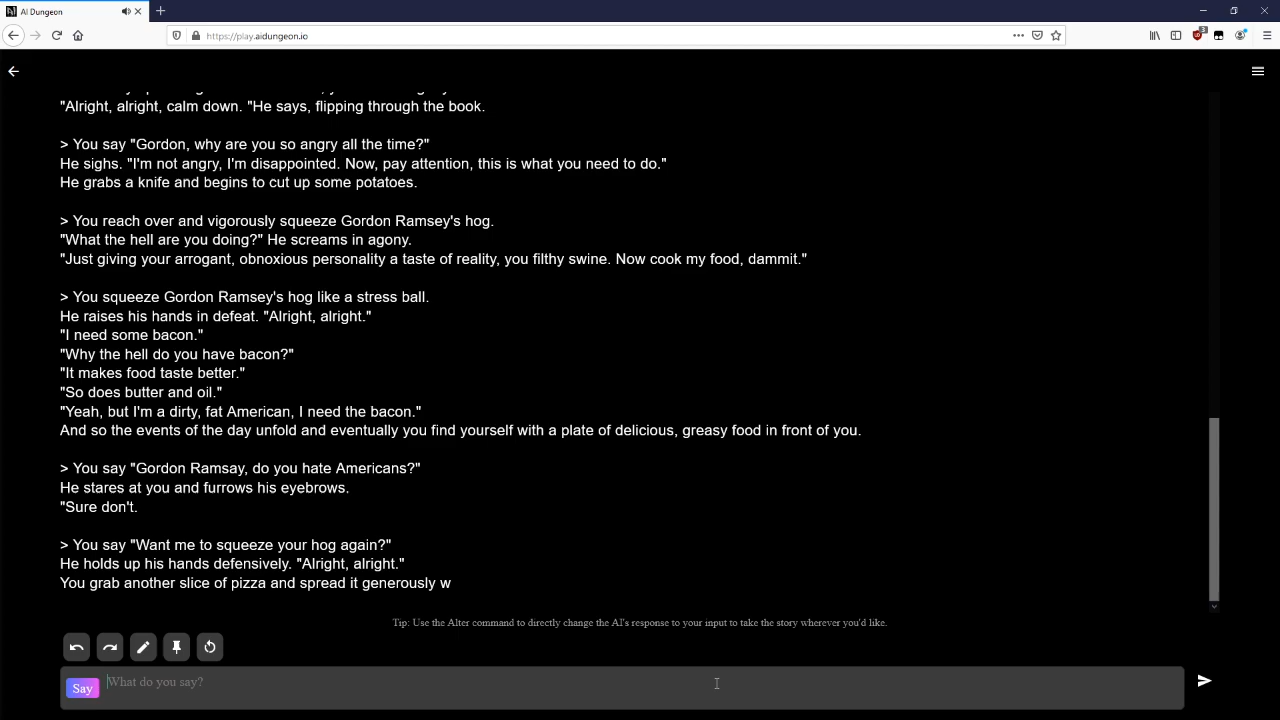 AI Dungeon
https://play.aidungeon.io
"Alright, alright, calm down. "He says, flipping through the book.
> You say "Gordon, why are you so angry all the time?"
He sighs. "I'm not angry, I'm disappointed. Now, pay attention, this is what you need to do."
He grabs a knife and begins to cut up some potatoes.
> You reach over and vigorously squeeze Gordon Ramsey's hog.
"What the hell are you doing?" He screams in agony.
"Just giving your arrogant, obnoxious personality a taste of reality, you filthy swine. Now cook my food, dammit."
> You squeeze Gordon Ramsey's hog like a stress ball.
He raises his hands in defeat. "Alright, alright."
"I need some bacon."
"Why the hell do you have bacon?"
"It makes food taste better."
"So does butter and oil."
"Yeah, but I'm a dirty, fat American, I need the bacon."
And so the events of the day unfold and eventually you find yourself with a plate of delicious, greasy food in front of you.
> You say "Gordon Ramsay, do you hate Americans?"
He stares at you and furrows his eyebrows.
"Sure don't.
> You say "Want me to squeeze your hog again?"
He holds up his hands defensively. "Alright, alright."
You grab another slice of pizza and spread it generously w
Tip: Use the Alter command to directly change the AI's response to your input to take the story wherever you'd like.
Say What do you say?